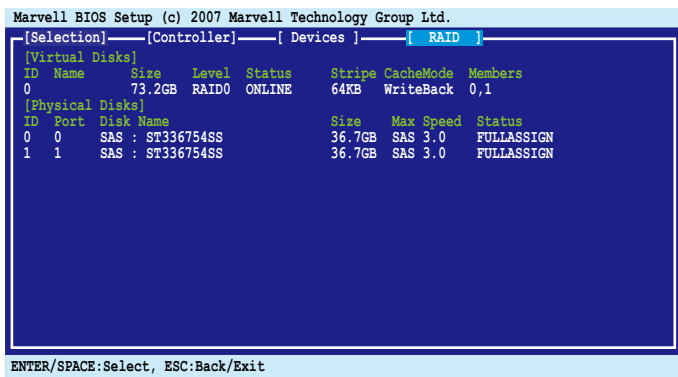 Marvell BIOS Setup (c) 2007 Marvell Technology Group Ltd.
[Selection] [Controller] [ Devices ] [ RAID ]
[Virtual Disks]
ID Name Size Level Status Stripe CacheMode Members
0 73.2GB RAID0 ONLINE 64KB WriteBack 0,1
[Physical Disks]
ID Port Disk Name Size Max Speed Status
0 0 SAS : ST336754SS 36.7GB SAS 3.0 FULLASSIGN
1 1 SAS : ST336754SS 36.7GB SAS 3.0 FULLASSIGN
ENTER/SPACE:Select, ESC:Back/Exit